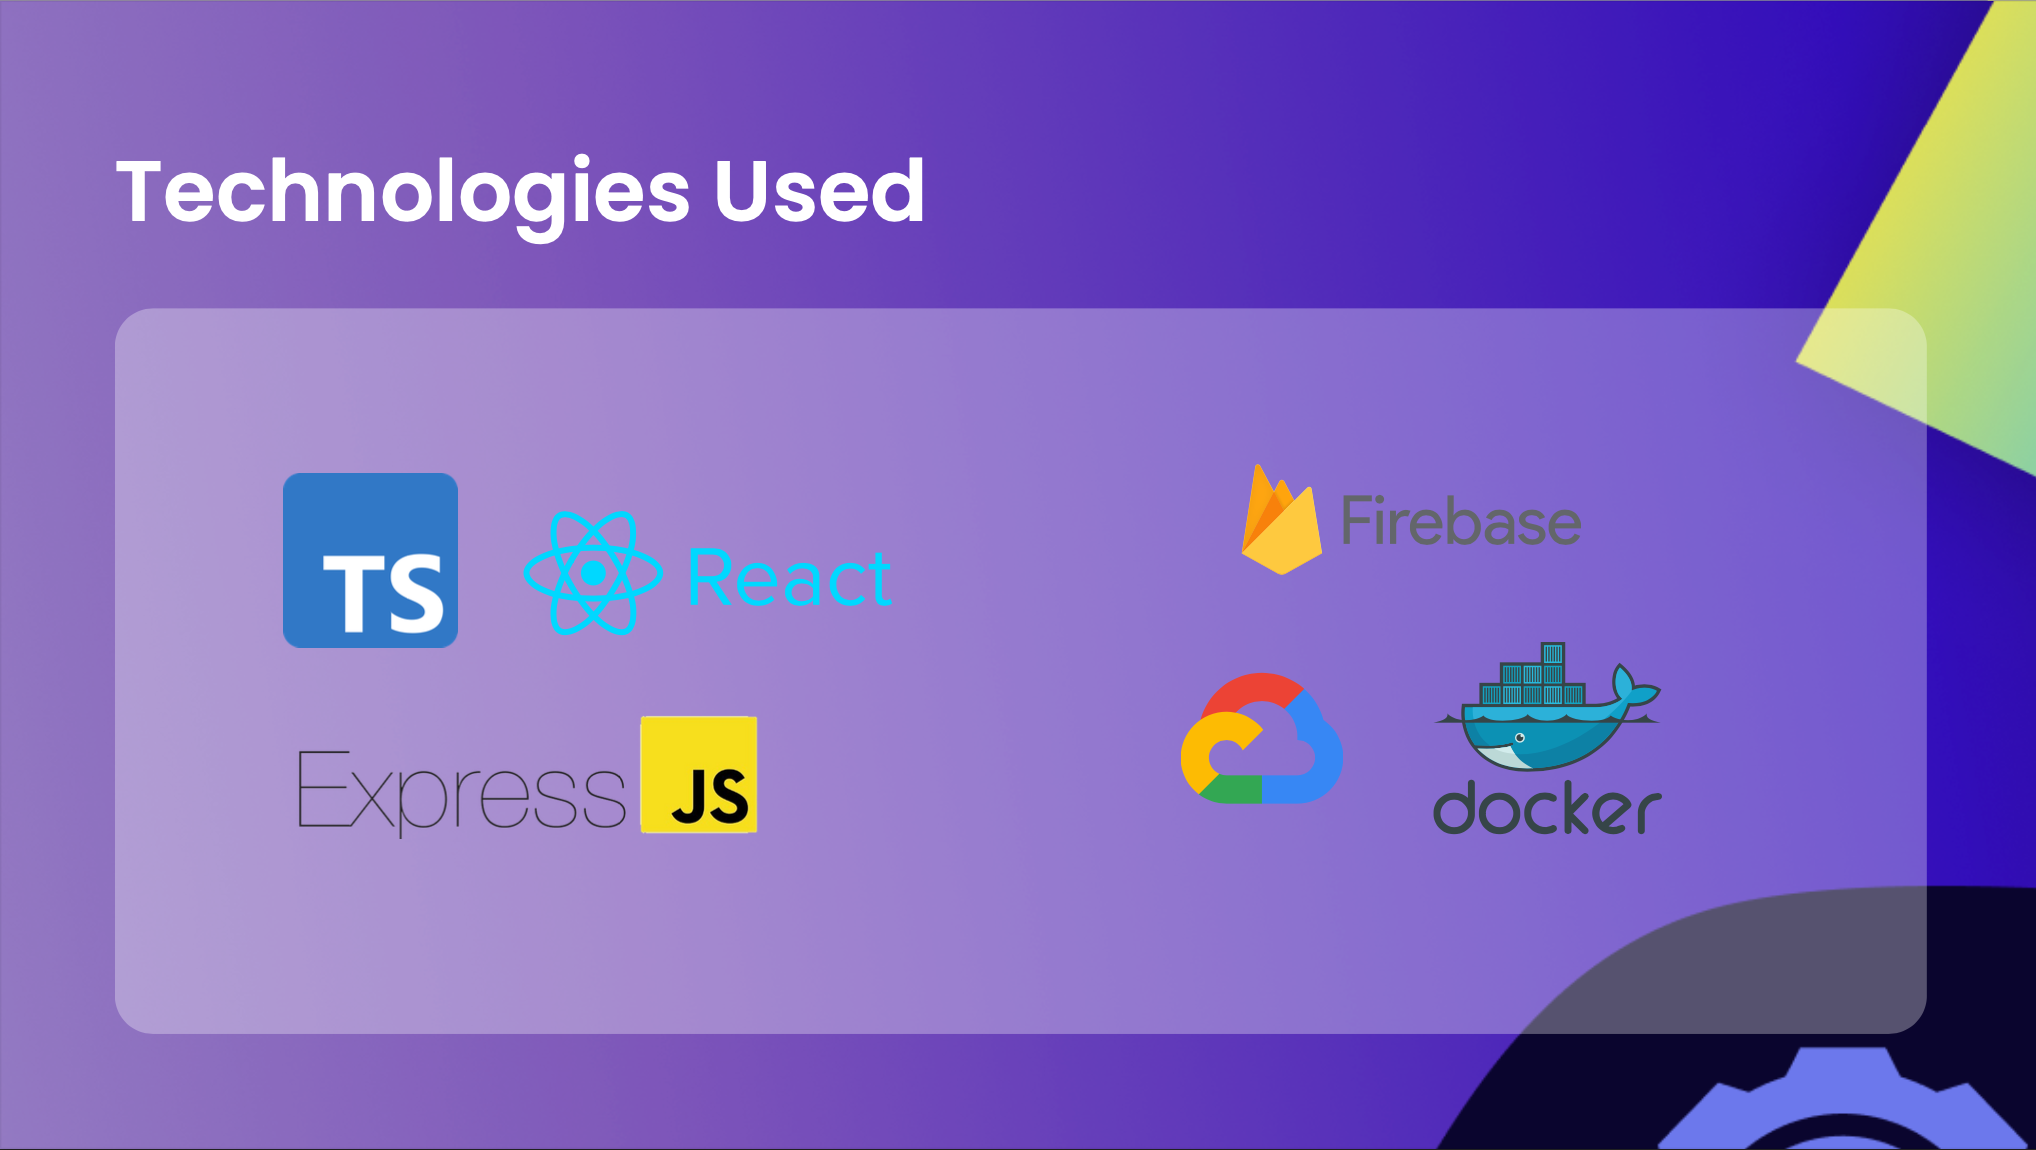 Technologies Used
TS
React
Express
JS
Firebase
docker